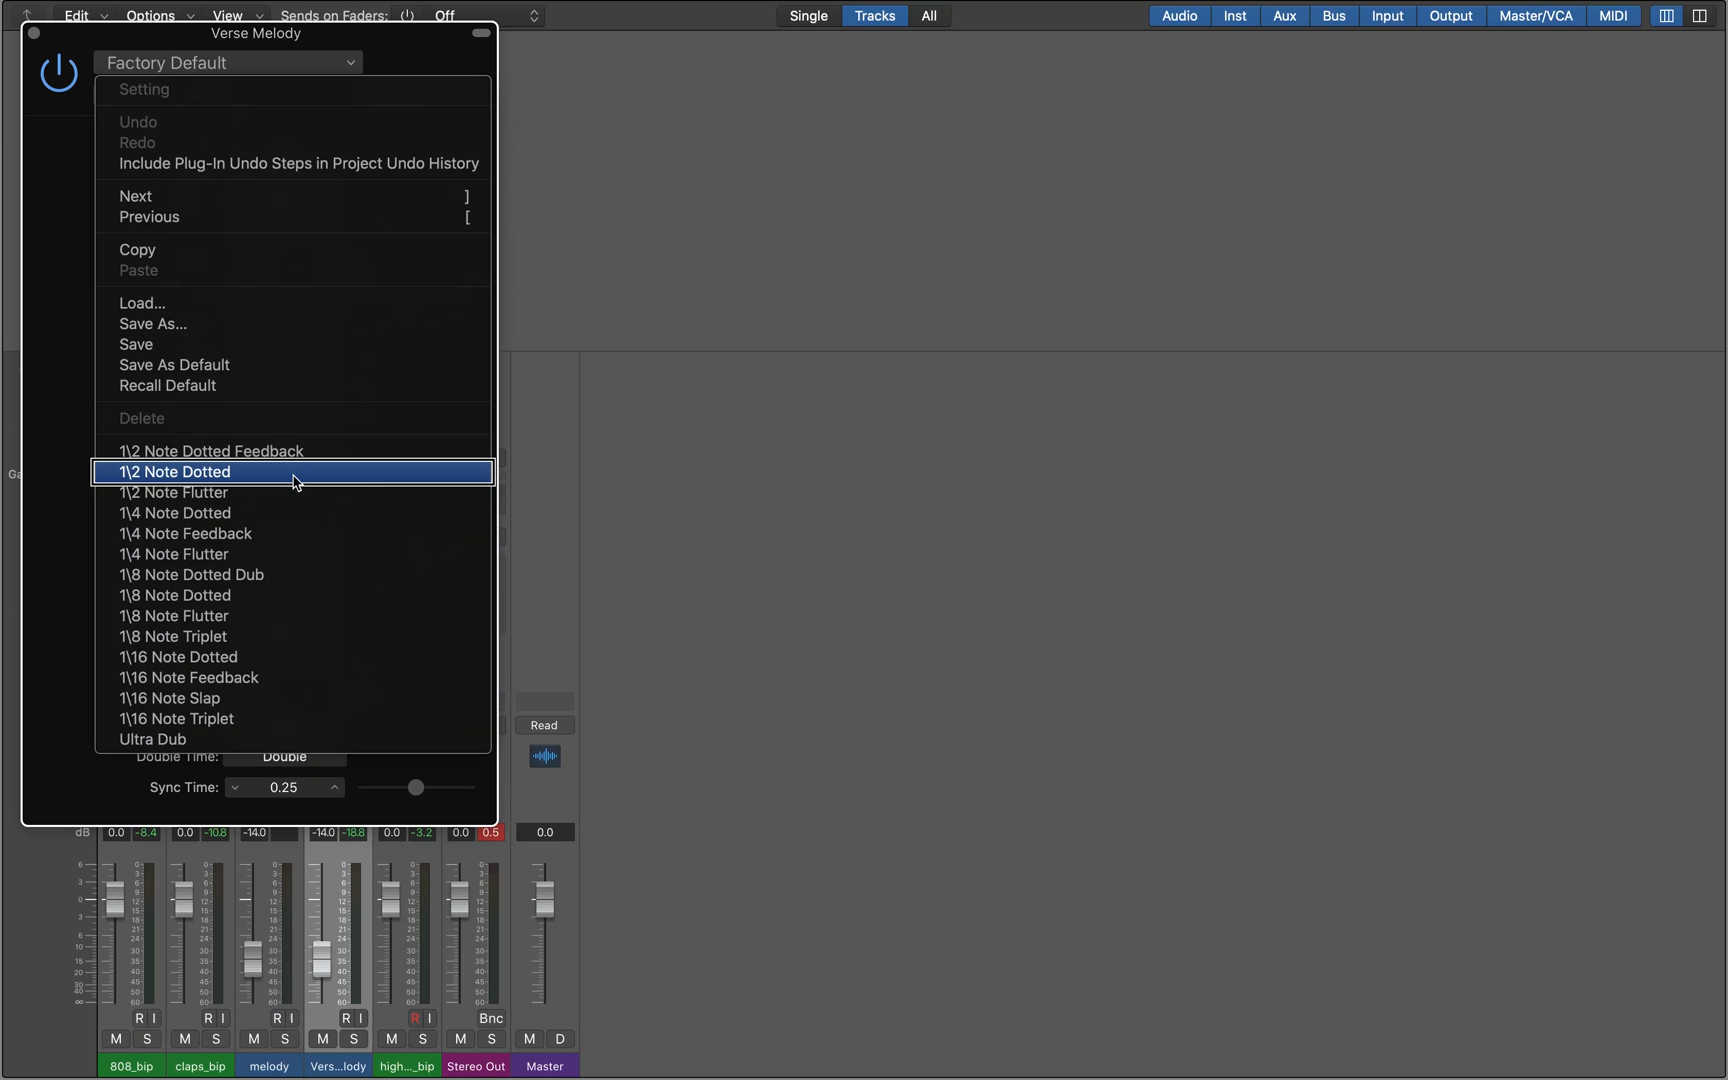 Edit Options View Sends on Faders: Off Single Tracks All Audio Inst Aux Bus Input Output Master/VCA MIDI
Verse Melody
Factory Default
Setting
Undo
Redo
Include Plug-In Undo Steps in Project Undo History
Next ]
Previous [
Copy
Paste
Load...
Save As...
Save
Save As Default
Recall Default
Delete
1\2 Note Dotted Feedback
1\2 Note Dotted
1\2 Note Flutter
1\4 Note Dotted
1\4 Note Feedback
1\4 Note Flutter
1\8 Note Dotted Dub
1\8 Note Dotted
1\8 Note Flutter
1\8 Note Triplet
1\16 Note Dotted
1\16 Note Feedback
1\16 Note Slap
1\16 Note Triplet
Ultra Dub
Read
Double Time: Double
Sync Time: 0.25
dB 0.0 -8.4 0.0 -10.8 -14.0 -14.0 -18.8 0.0 -3.2 0.0 0.5 0.0
R I R I R I R I R I Bnc
M S M S M S M S M S M S M D
808_bip claps_bip melody Vers...lody high..._bip Stereo Out Master